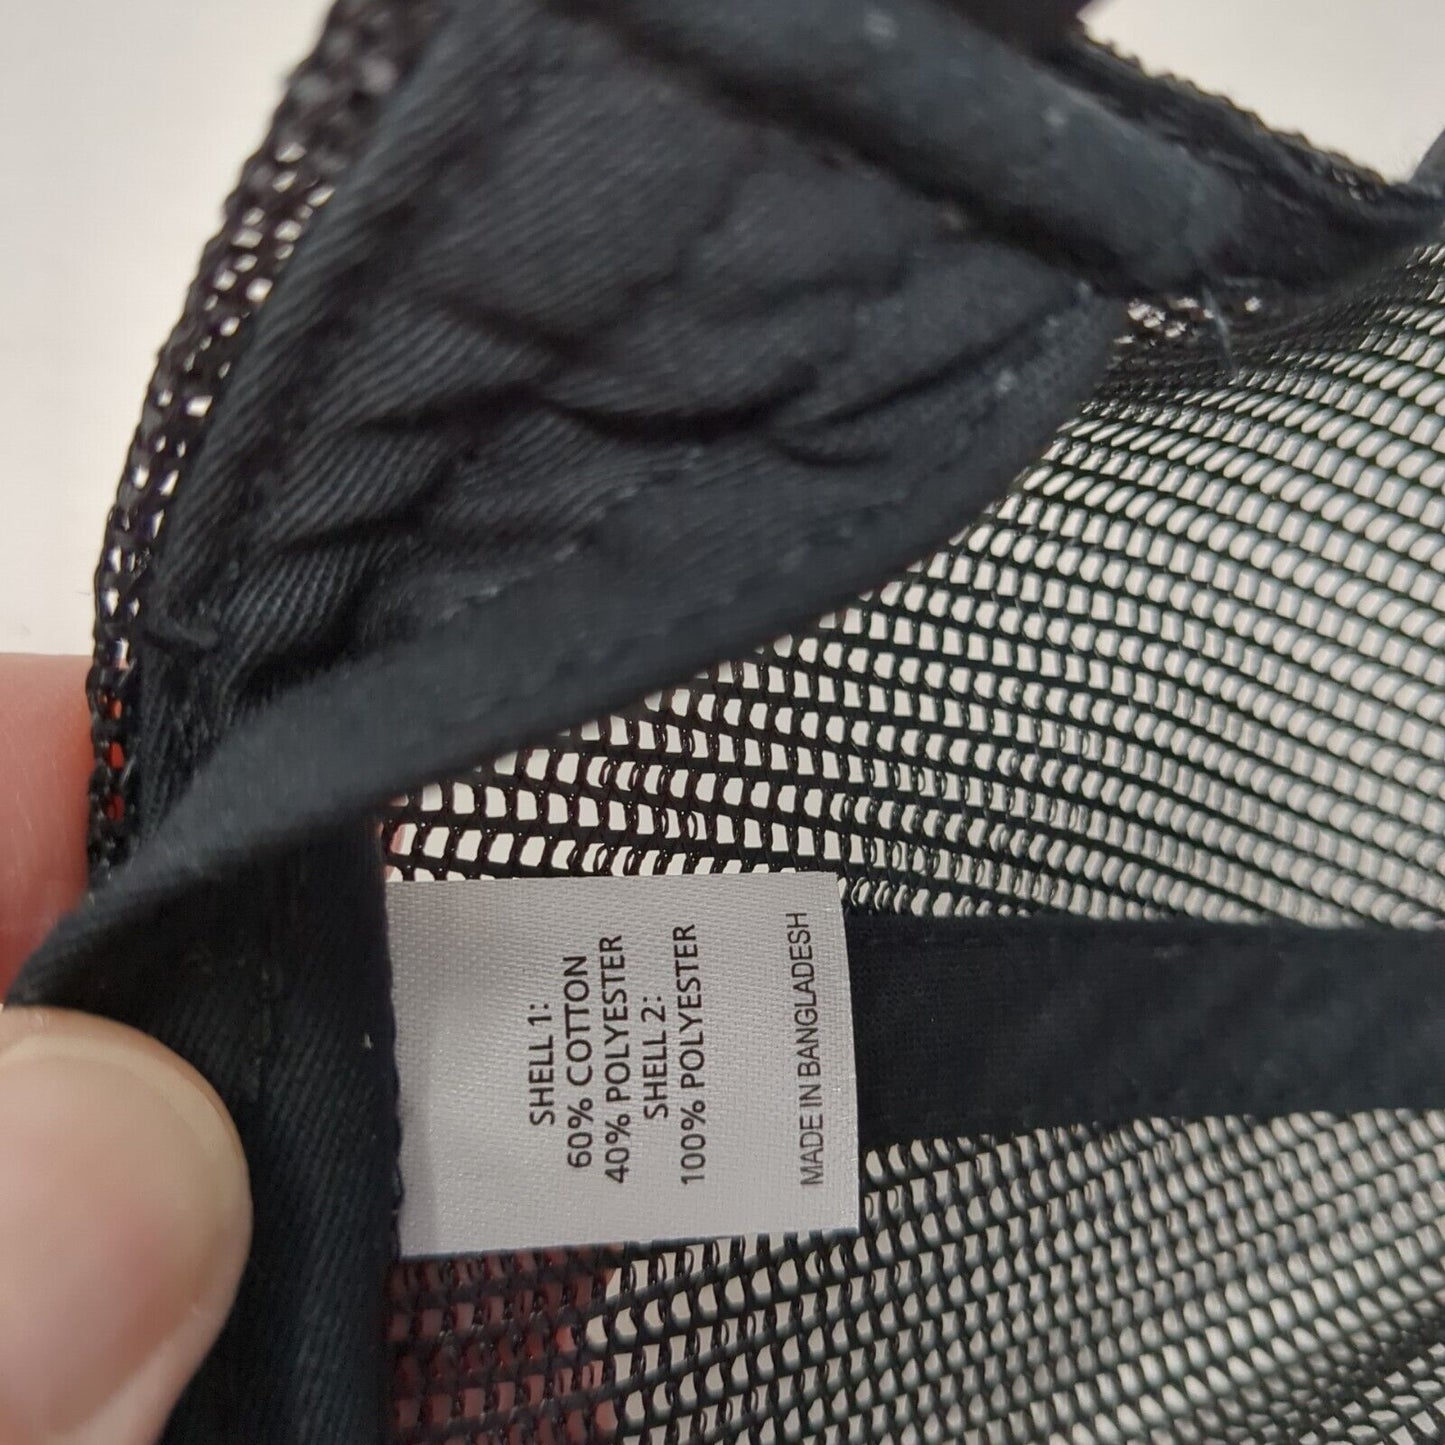 SHELL 1:
60% COTTON
40% POLYESTER
SHELL 2:
100% POLYESTER
MADE IN BANGLADESH